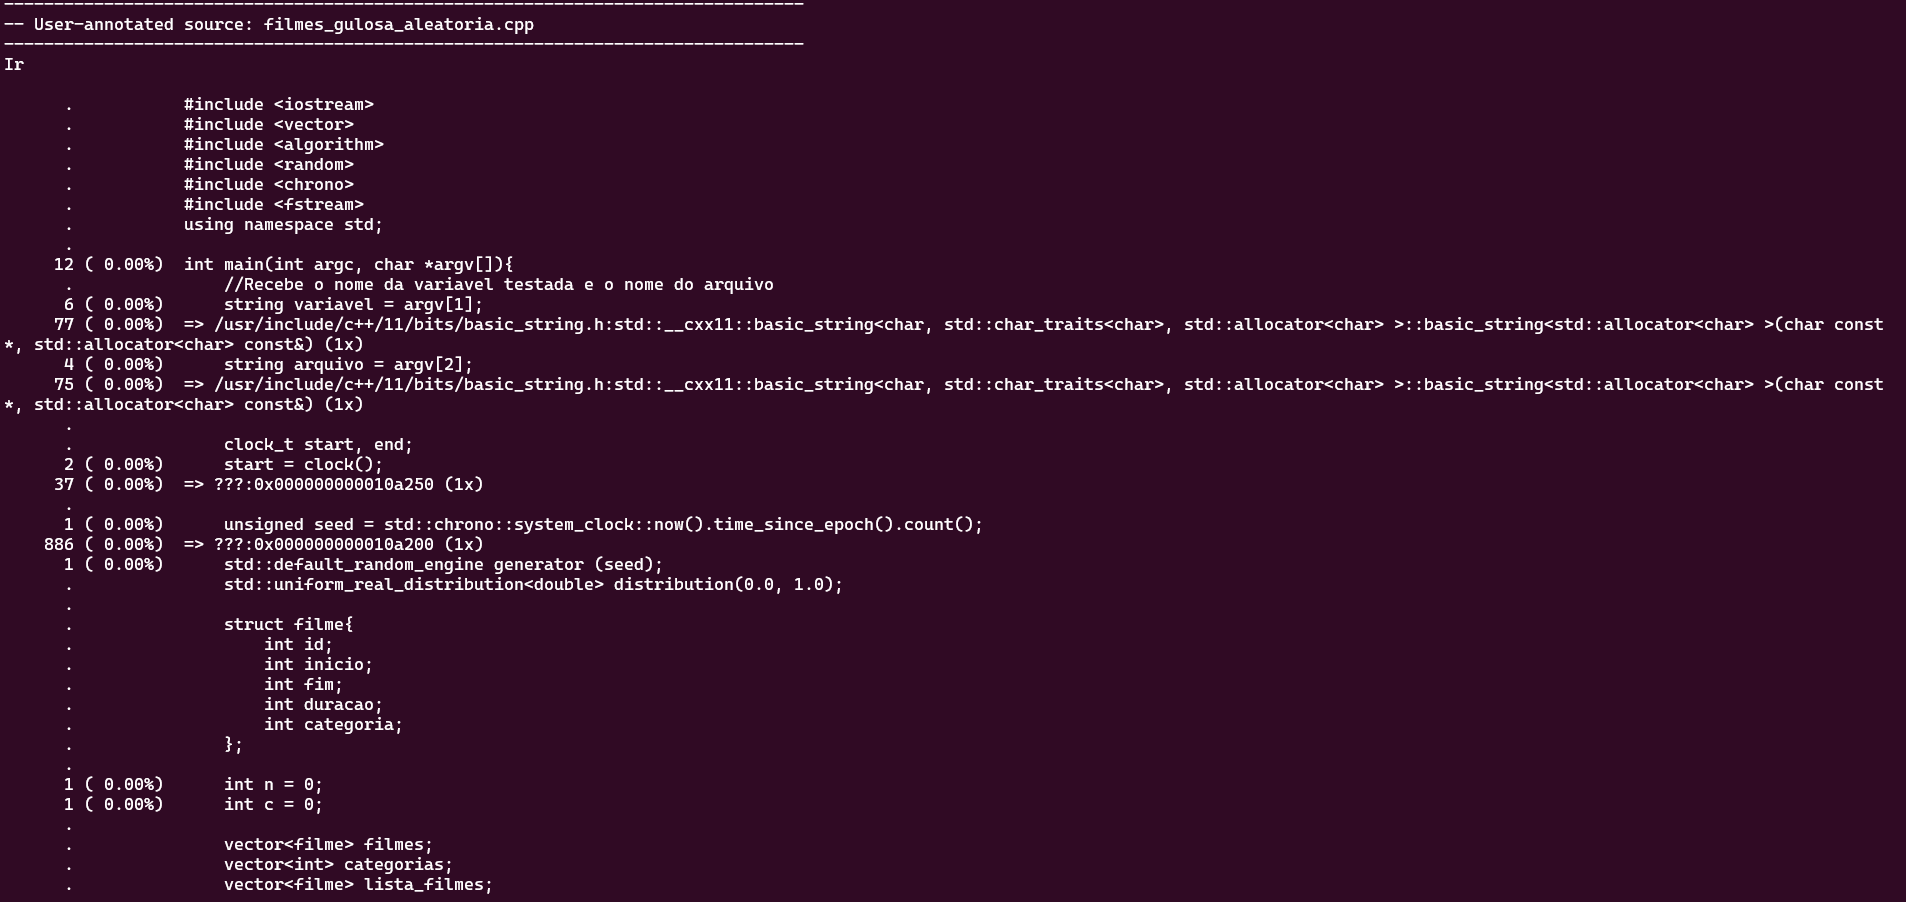 --------------------------------------------------------------------------------
-- User-annotated source: filmes_gulosa_aleatoria.cpp
--------------------------------------------------------------------------------
Ir

      .           #include <iostream>
      .           #include <vector>
      .           #include <algorithm>
      .           #include <random>
      .           #include <chrono>
      .           #include <fstream>
      .           using namespace std;
      .
     12 ( 0.00%)  int main(int argc, char *argv[]){
      .               //Recebe o nome da variavel testada e o nome do arquivo
      6 ( 0.00%)      string variavel = argv[1];
     77 ( 0.00%)  => /usr/include/c++/11/bits/basic_string.h:std::__cxx11::basic_string<char, std::char_traits<char>, std::allocator<char> >::basic_string<std::allocator<char> >(char const
*, std::allocator<char> const&) (1x)
      4 ( 0.00%)      string arquivo = argv[2];
     75 ( 0.00%)  => /usr/include/c++/11/bits/basic_string.h:std::__cxx11::basic_string<char, std::char_traits<char>, std::allocator<char> >::basic_string<std::allocator<char> >(char const
*, std::allocator<char> const&) (1x)
      .
      .               clock_t start, end;
      2 ( 0.00%)      start = clock();
     37 ( 0.00%)  => ???:0x000000000010a250 (1x)
      .
      1 ( 0.00%)      unsigned seed = std::chrono::system_clock::now().time_since_epoch().count();
    886 ( 0.00%)  => ???:0x000000000010a200 (1x)
      1 ( 0.00%)      std::default_random_engine generator (seed);
      .               std::uniform_real_distribution<double> distribution(0.0, 1.0);
      .
      .               struct filme{
      .                   int id;
      .                   int inicio;
      .                   int fim;
      .                   int duracao;
      .                   int categoria;
      .               };
      .
      1 ( 0.00%)      int n = 0;
      1 ( 0.00%)      int c = 0;
      .
      .               vector<filme> filmes;
      .               vector<int> categorias;
      .               vector<filme> lista_filmes;